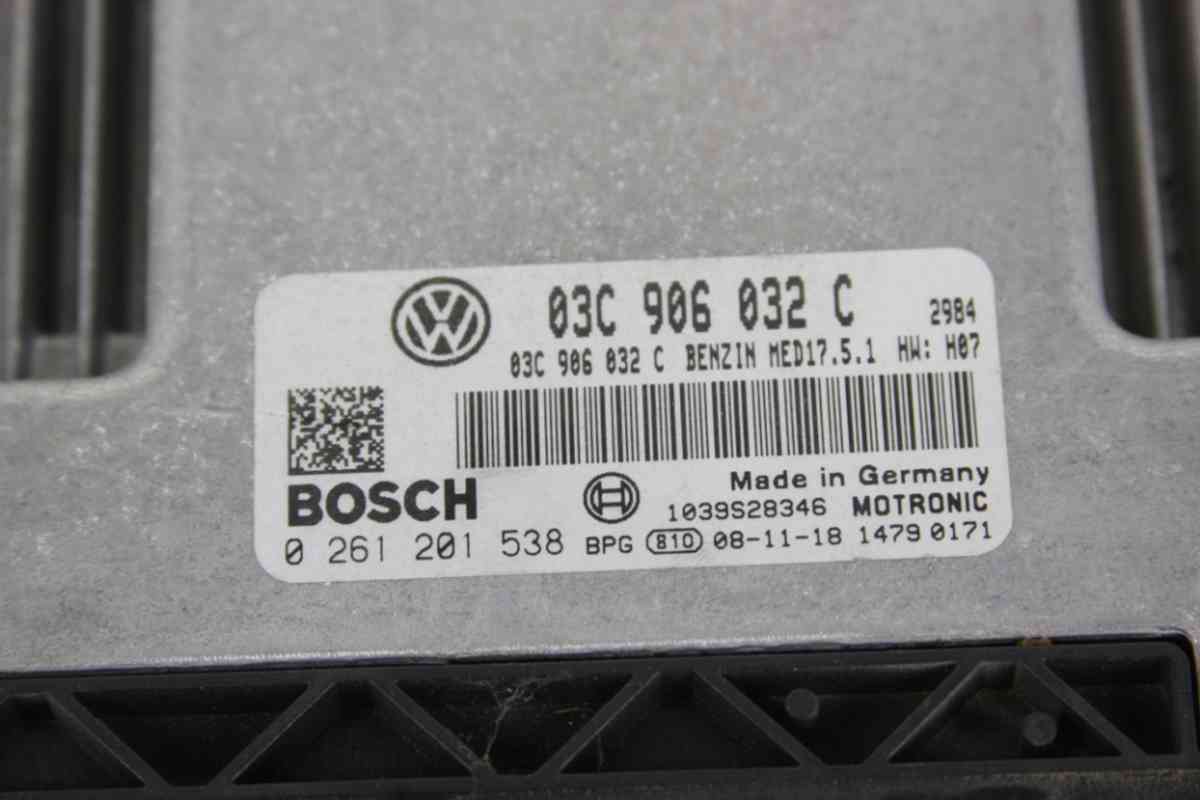 03C 906 032 C 2984
03C 906 032 C BENZIN MED17.5.1 HW: H07
Made in Germany
BOSCH 1039S28346 MOTRONIC
0 261 201 538 BPG 810 08-11-18 1479 0171